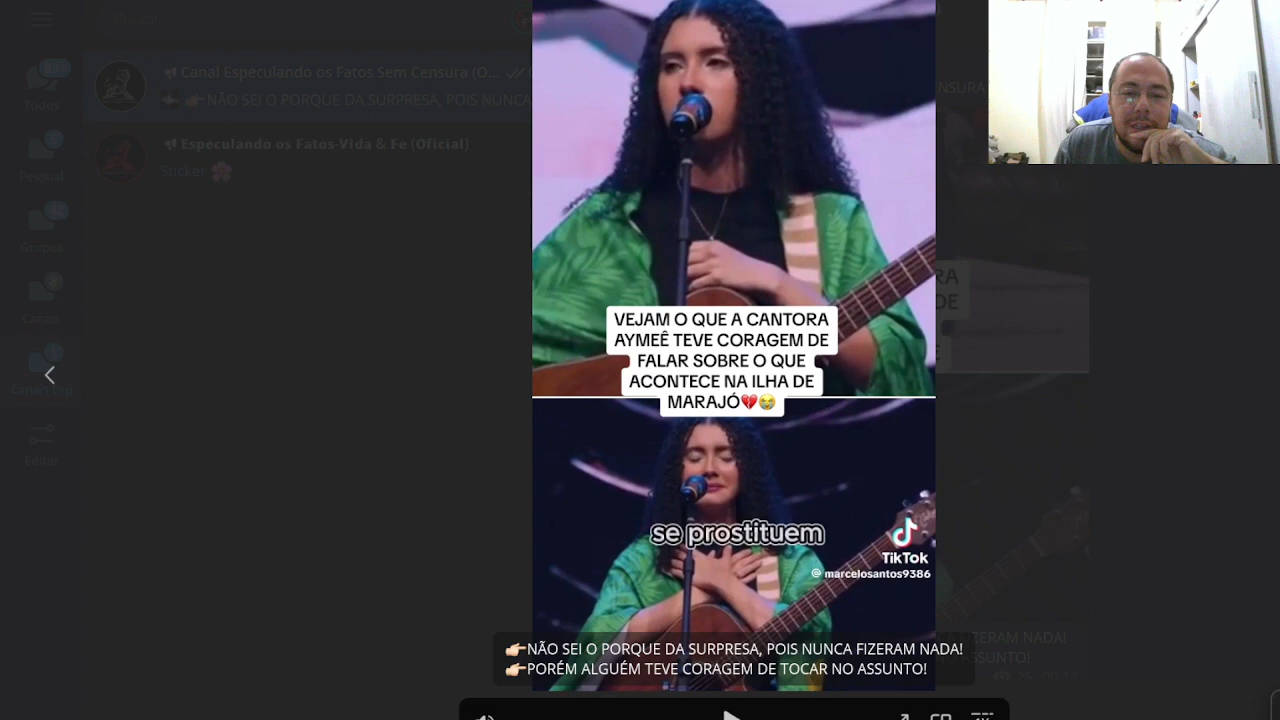 Buscar
Todos
Pessoal
Grupos
Canais
Canais Esp
Editar
Canal Especulando os Fatos Sem Censura (O...
NÃO SEI O PORQUE DA SURPRESA, POIS NUNCA
Especulando os Fatos-Vida & Fe (Oficial)
Sticker
VEJAM O QUE A CANTORA
AYMEÊ TEVE CORAGEM DE
FALAR SOBRE O QUE
ACONTECE NA ILHA DE
MARAJÓ💔😭
se prostituem
TikTok
@ marcelosantos9386
👉🏻NÃO SEI O PORQUE DA SURPRESA, POIS NUNCA FIZERAM NADA!
👉🏻PORÉM ALGUÉM TEVE CORAGEM DE TOCAR NO ASSUNTO!